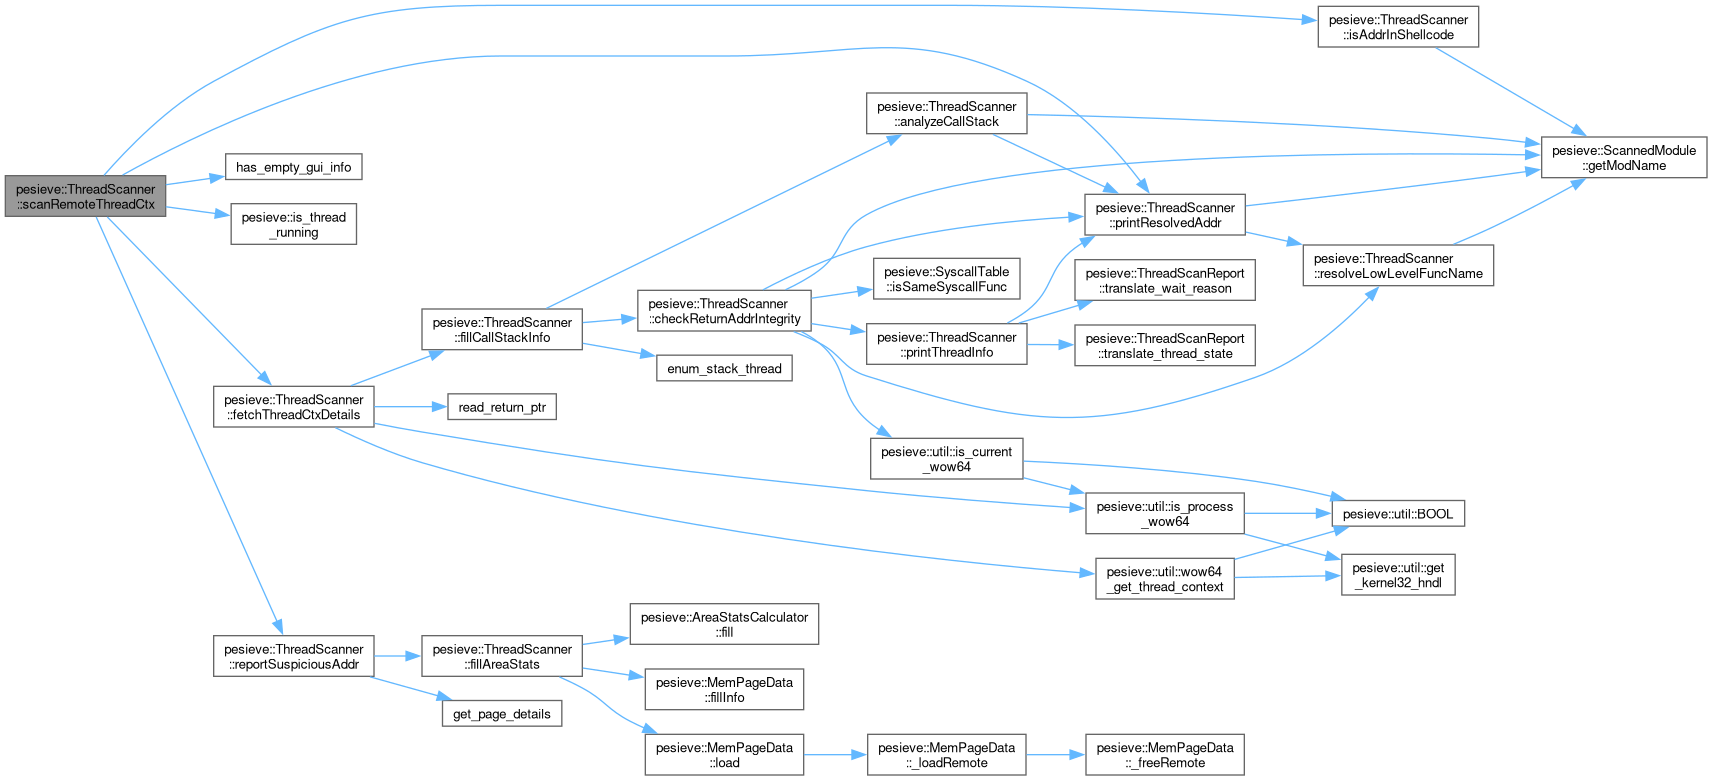 pesieve::ThreadScanner
::scanRemoteThreadCtx
has_empty_gui_info
pesieve::is_thread
_running
pesieve::ThreadScanner
::fetchThreadCtxDetails
pesieve::ThreadScanner
::reportSuspiciousAddr
pesieve::ThreadScanner
::fillCallStackInfo
read_return_ptr
pesieve::ThreadScanner
::fillAreaStats
get_page_details
pesieve::ThreadScanner
::checkReturnAddrIntegrity
enum_stack_thread
pesieve::AreaStatsCalculator
::fill
pesieve::MemPageData
::fillInfo
pesieve::MemPageData
::load
pesieve::ThreadScanner
::analyzeCallStack
pesieve::SyscallTable
::isSameSyscallFunc
pesieve::ThreadScanner
::printThreadInfo
pesieve::util::is_current
_wow64
pesieve::MemPageData
::_loadRemote
pesieve::ThreadScanner
::printResolvedAddr
pesieve::ThreadScanReport
::translate_wait_reason
pesieve::ThreadScanReport
::translate_thread_state
pesieve::util::is_process
_wow64
pesieve::util::wow64
_get_thread_context
pesieve::MemPageData
::_freeRemote
pesieve::ThreadScanner
::isAddrInShellcode
pesieve::ThreadScanner
::resolveLowLevelFuncName
pesieve::util::BOOL
pesieve::util::get
_kernel32_hndl
pesieve::ScannedModule
::getModName